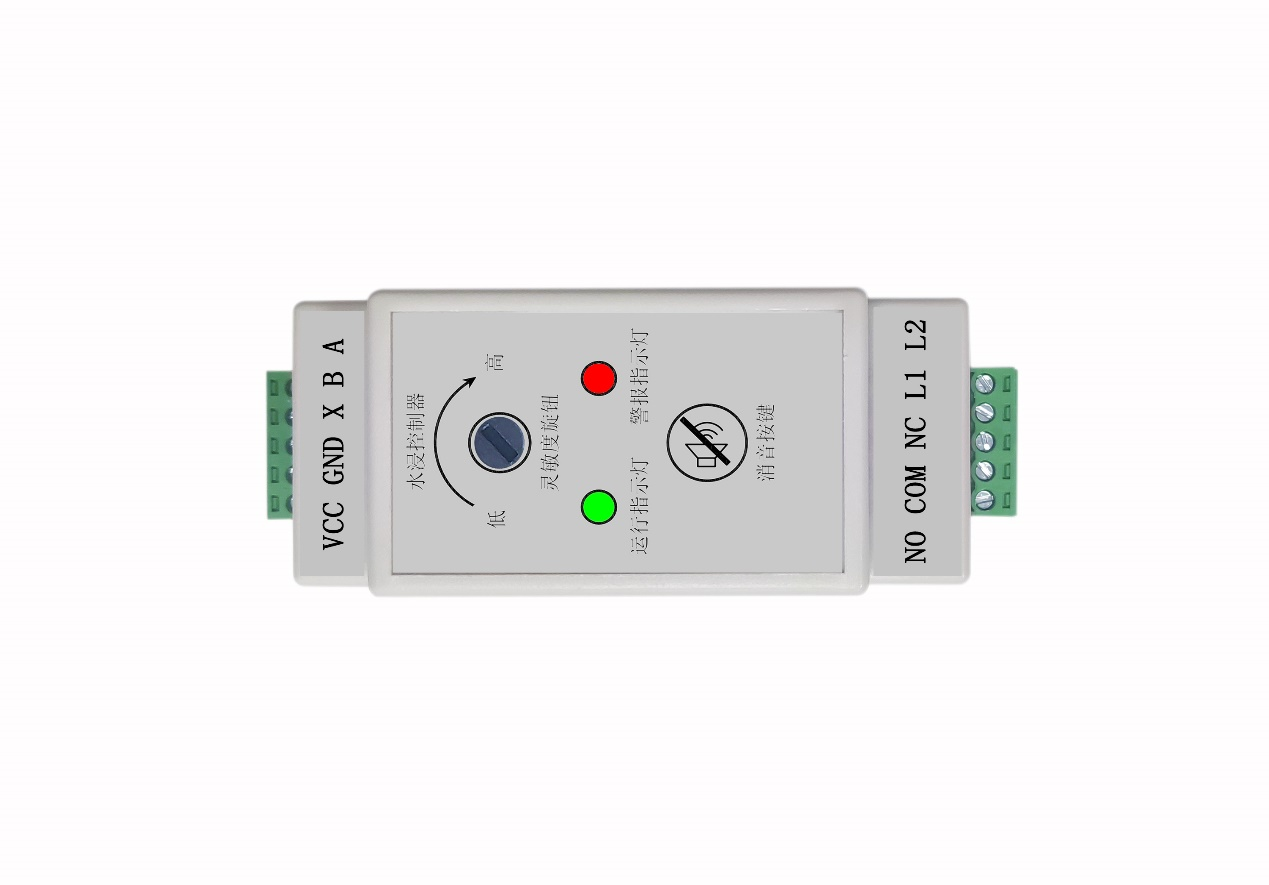 VCC GND X B A
水浸控制器
低
高
灵敏度旋钮
运行指示灯
警报指示灯
消音按键
NO COM NC L1 L2